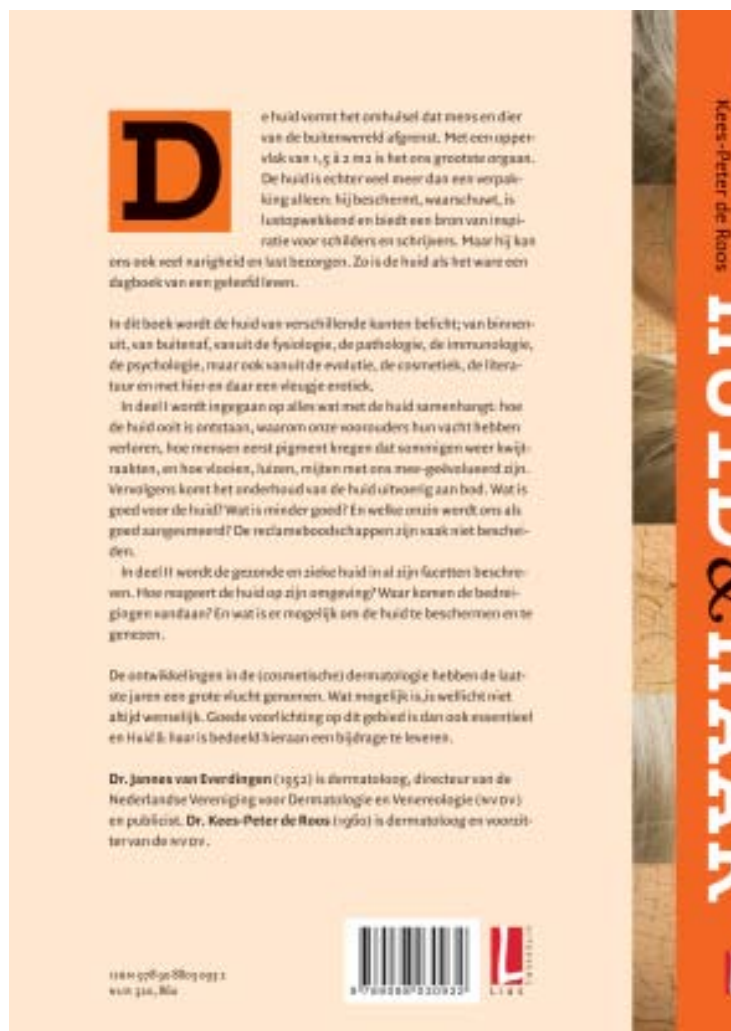 De huid vormt het omhulsel dat mens en dier
van de buitenwereld afgrenst. Met een opper-
vlak van 1,5 à 2 m2 is het ons grootste orgaan.
De huid is echter veel meer dan een verpak-
king alleen: hij beschermt, waarschuwt, is
lustopwekkend en biedt een bron van inspi-
ratie voor schilders en schrijvers. Maar hij kan
ons ook veel narigheid en last bezorgen. Zo is de huid als het ware een
dagboek van een geleefd leven.
In dit boek wordt de huid van verschillende kanten belicht; van binnen-
uit, van buitenaf, vanuit de fysiologie, de pathologie, de immunologie,
de psychologie, maar ook vanuit de evolutie, de cosmetiek, de litera-
tuur en met hier en daar een vleugje erotiek.
In deel I wordt ingegaan op alles wat met de huid samenhangt: hoe
de huid ooit is ontstaan, waarom onze voorouders hun vacht hebben
verloren, hoe mensen eerst pigment kregen dat sommigen weer kwijt-
raakten, en hoe vlooien, luizen, mijten met ons mee-geëvolueerd zijn.
Vervolgens komt het onderhoud van de huid uitvoerig aan bod. Wat is
goed voor de huid? Wat is minder goed? En welke onzin wordt ons als
goed aangesmeerd? De reclameboodschappen zijn vaak niet beschei-
den.
In deel II wordt de gezonde en zieke huid in al zijn facetten beschre-
ven. Hoe reageert de huid op zijn omgeving? Waar komen de bedrei-
gingen vandaan? En wat is er mogelijk om de huid te beschermen en te
genezen.
De ontwikkelingen in de (cosmetische) dermatologie hebben de laat-
ste jaren een grote vlucht genomen. Wat mogelijk is, is wellicht niet
altijd wenselijk. Goede voorlichting op dit gebied is dan ook essentieel
en Huid & haar is bedoeld hieraan een bijdrage te leveren.
Dr. Jannes van Everdingen (1952) is dermatoloog, directeur van de
Nederlandse Vereniging voor Dermatologie en Venereologie (NVDV)
en publicist. Dr. Kees-Peter de Roos (1960) is dermatoloog en voorzit-
ter van de NVDV.
ISBN 978 90 8803 093 2
NUR 320, 860
9 789088 030932
L
LIAS
Kees-Peter de Roos
HUID & HAAR